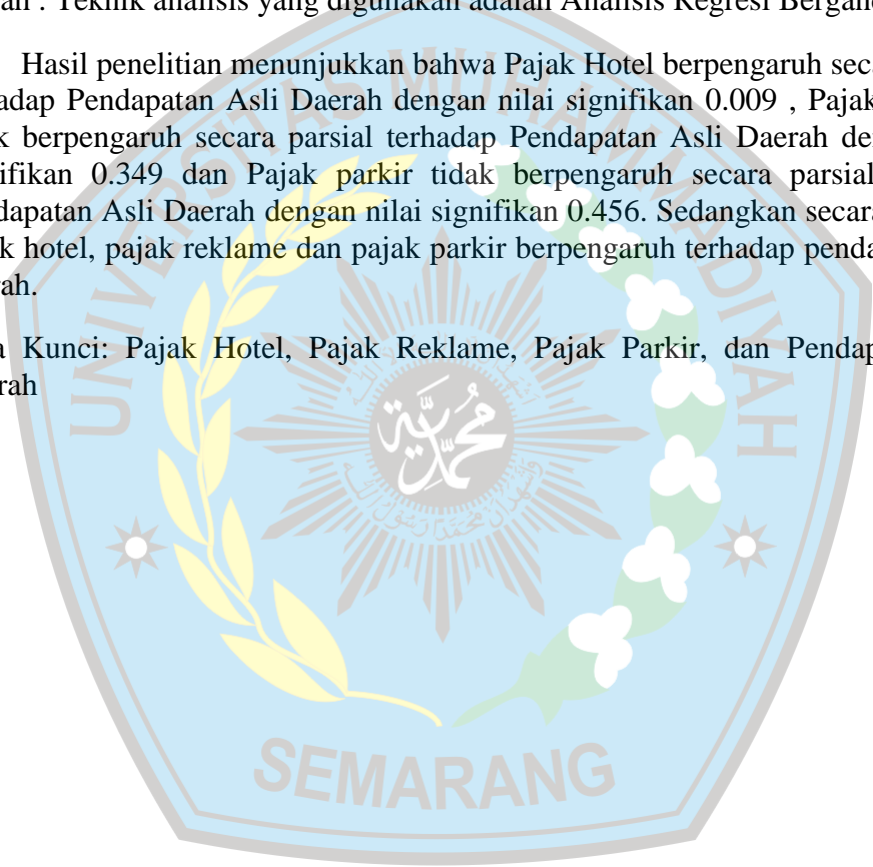 an . Teknik analisis yang digunakan adalah Analisis Regresi Bergand
Hasil penelitian menunjukkan bahwa Pajak Hotel berpengaruh seca
adap Pendapatan Asli Daerah dengan nilai signifikan 0.009 , Pajak
k berpengaruh secara parsial terhadap Pendapatan Asli Daerah de
ifikan 0.349 dan Pajak parkir tidak berpengaruh secara parsial
dapatan Asli Daerah dengan nilai signifikan 0.456. Sedangkan secara
k hotel, pajak reklame dan pajak parkir berpengaruh terhadap penda
rah.
a Kunci: Pajak Hotel, Pajak Reklame, Pajak Parkir, dan Pendap
rah
UNIVERSITAS MUHAMMADIYAH
محمدية
SEMARANG